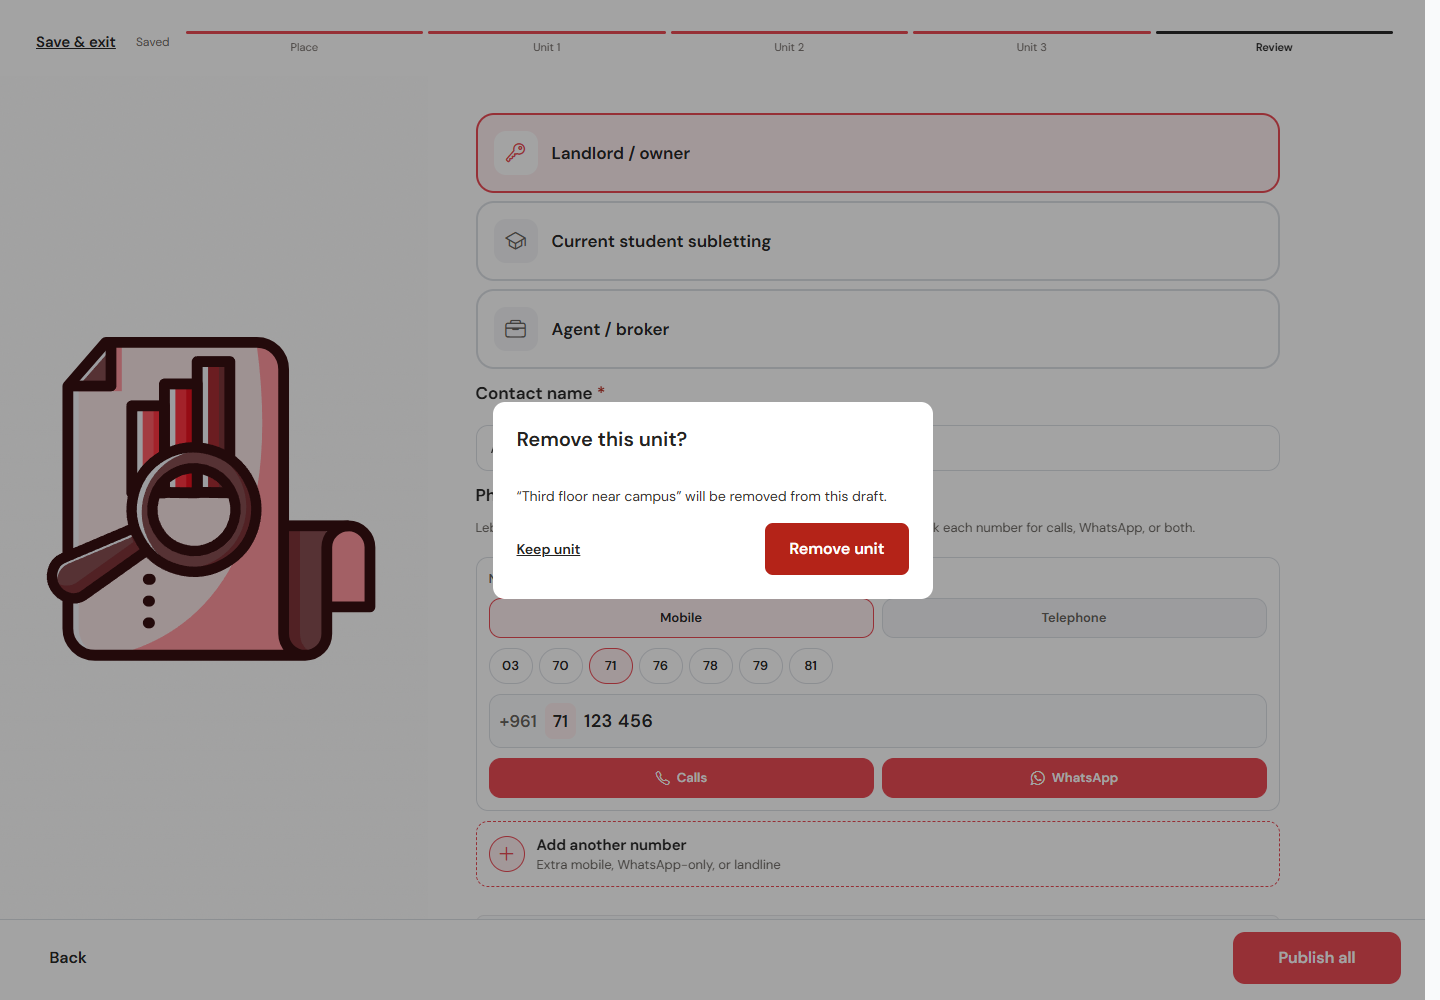 Save & exit
Saved
Place
Unit 1
Unit 2
Unit 3
Review
Landlord / owner
Current student subletting
Agent / broker
Contact name *
Remove this unit?
“Third floor near campus” will be removed from this draft.
each number for calls, WhatsApp, or both.
Keep unit
Remove unit
Mobile
Telephone
03
70
71
76
78
79
81
+961 71 123 456
Calls
WhatsApp
Add another number
Extra mobile, WhatsApp-only, or landline
Back
Publish all